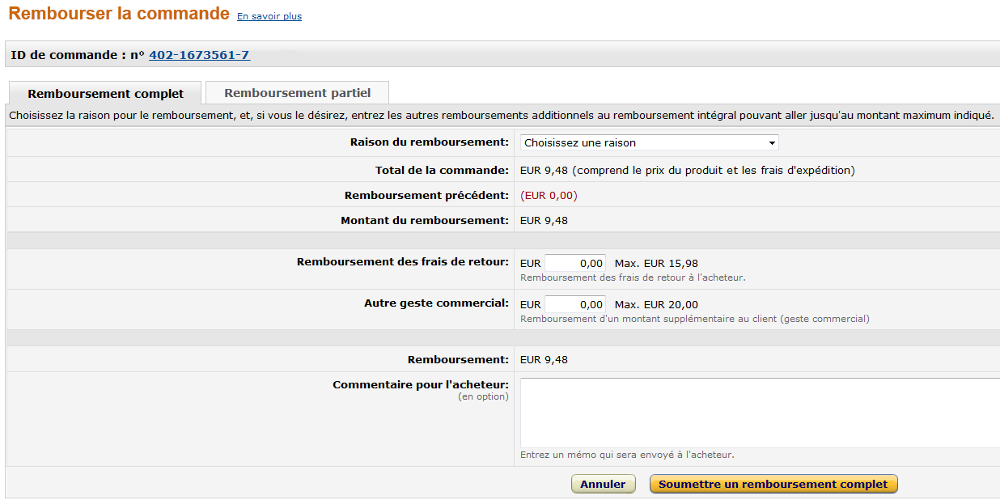 Rembourser la commande En savoir plus
ID de commande : n° 402-1673561-7
Remboursement complet Remboursement partiel
Choisissez la raison pour le remboursement, et, si vous le désirez, entrez les autres remboursements additionnels au remboursement intégral pouvant aller jusqu'au montant maximum indiqué.
Raison du remboursement: Choisissez une raison
Total de la commande: EUR 9,48 (comprend le prix du produit et les frais d'expédition)
Remboursement précédent: (EUR 0,00)
Montant du remboursement: EUR 9,48
Remboursement des frais de retour: EUR 0,00 Max. EUR 15,98
Remboursement des frais de retour à l'acheteur.
Autre geste commercial: EUR 0,00 Max. EUR 20,00
Remboursement d'un montant supplémentaire au client (geste commercial)
Remboursement: EUR 9,48
Commentaire pour l'acheteur:
(en option)
Entrez un mémo qui sera envoyé à l'acheteur.
Annuler Soumettre un remboursement complet